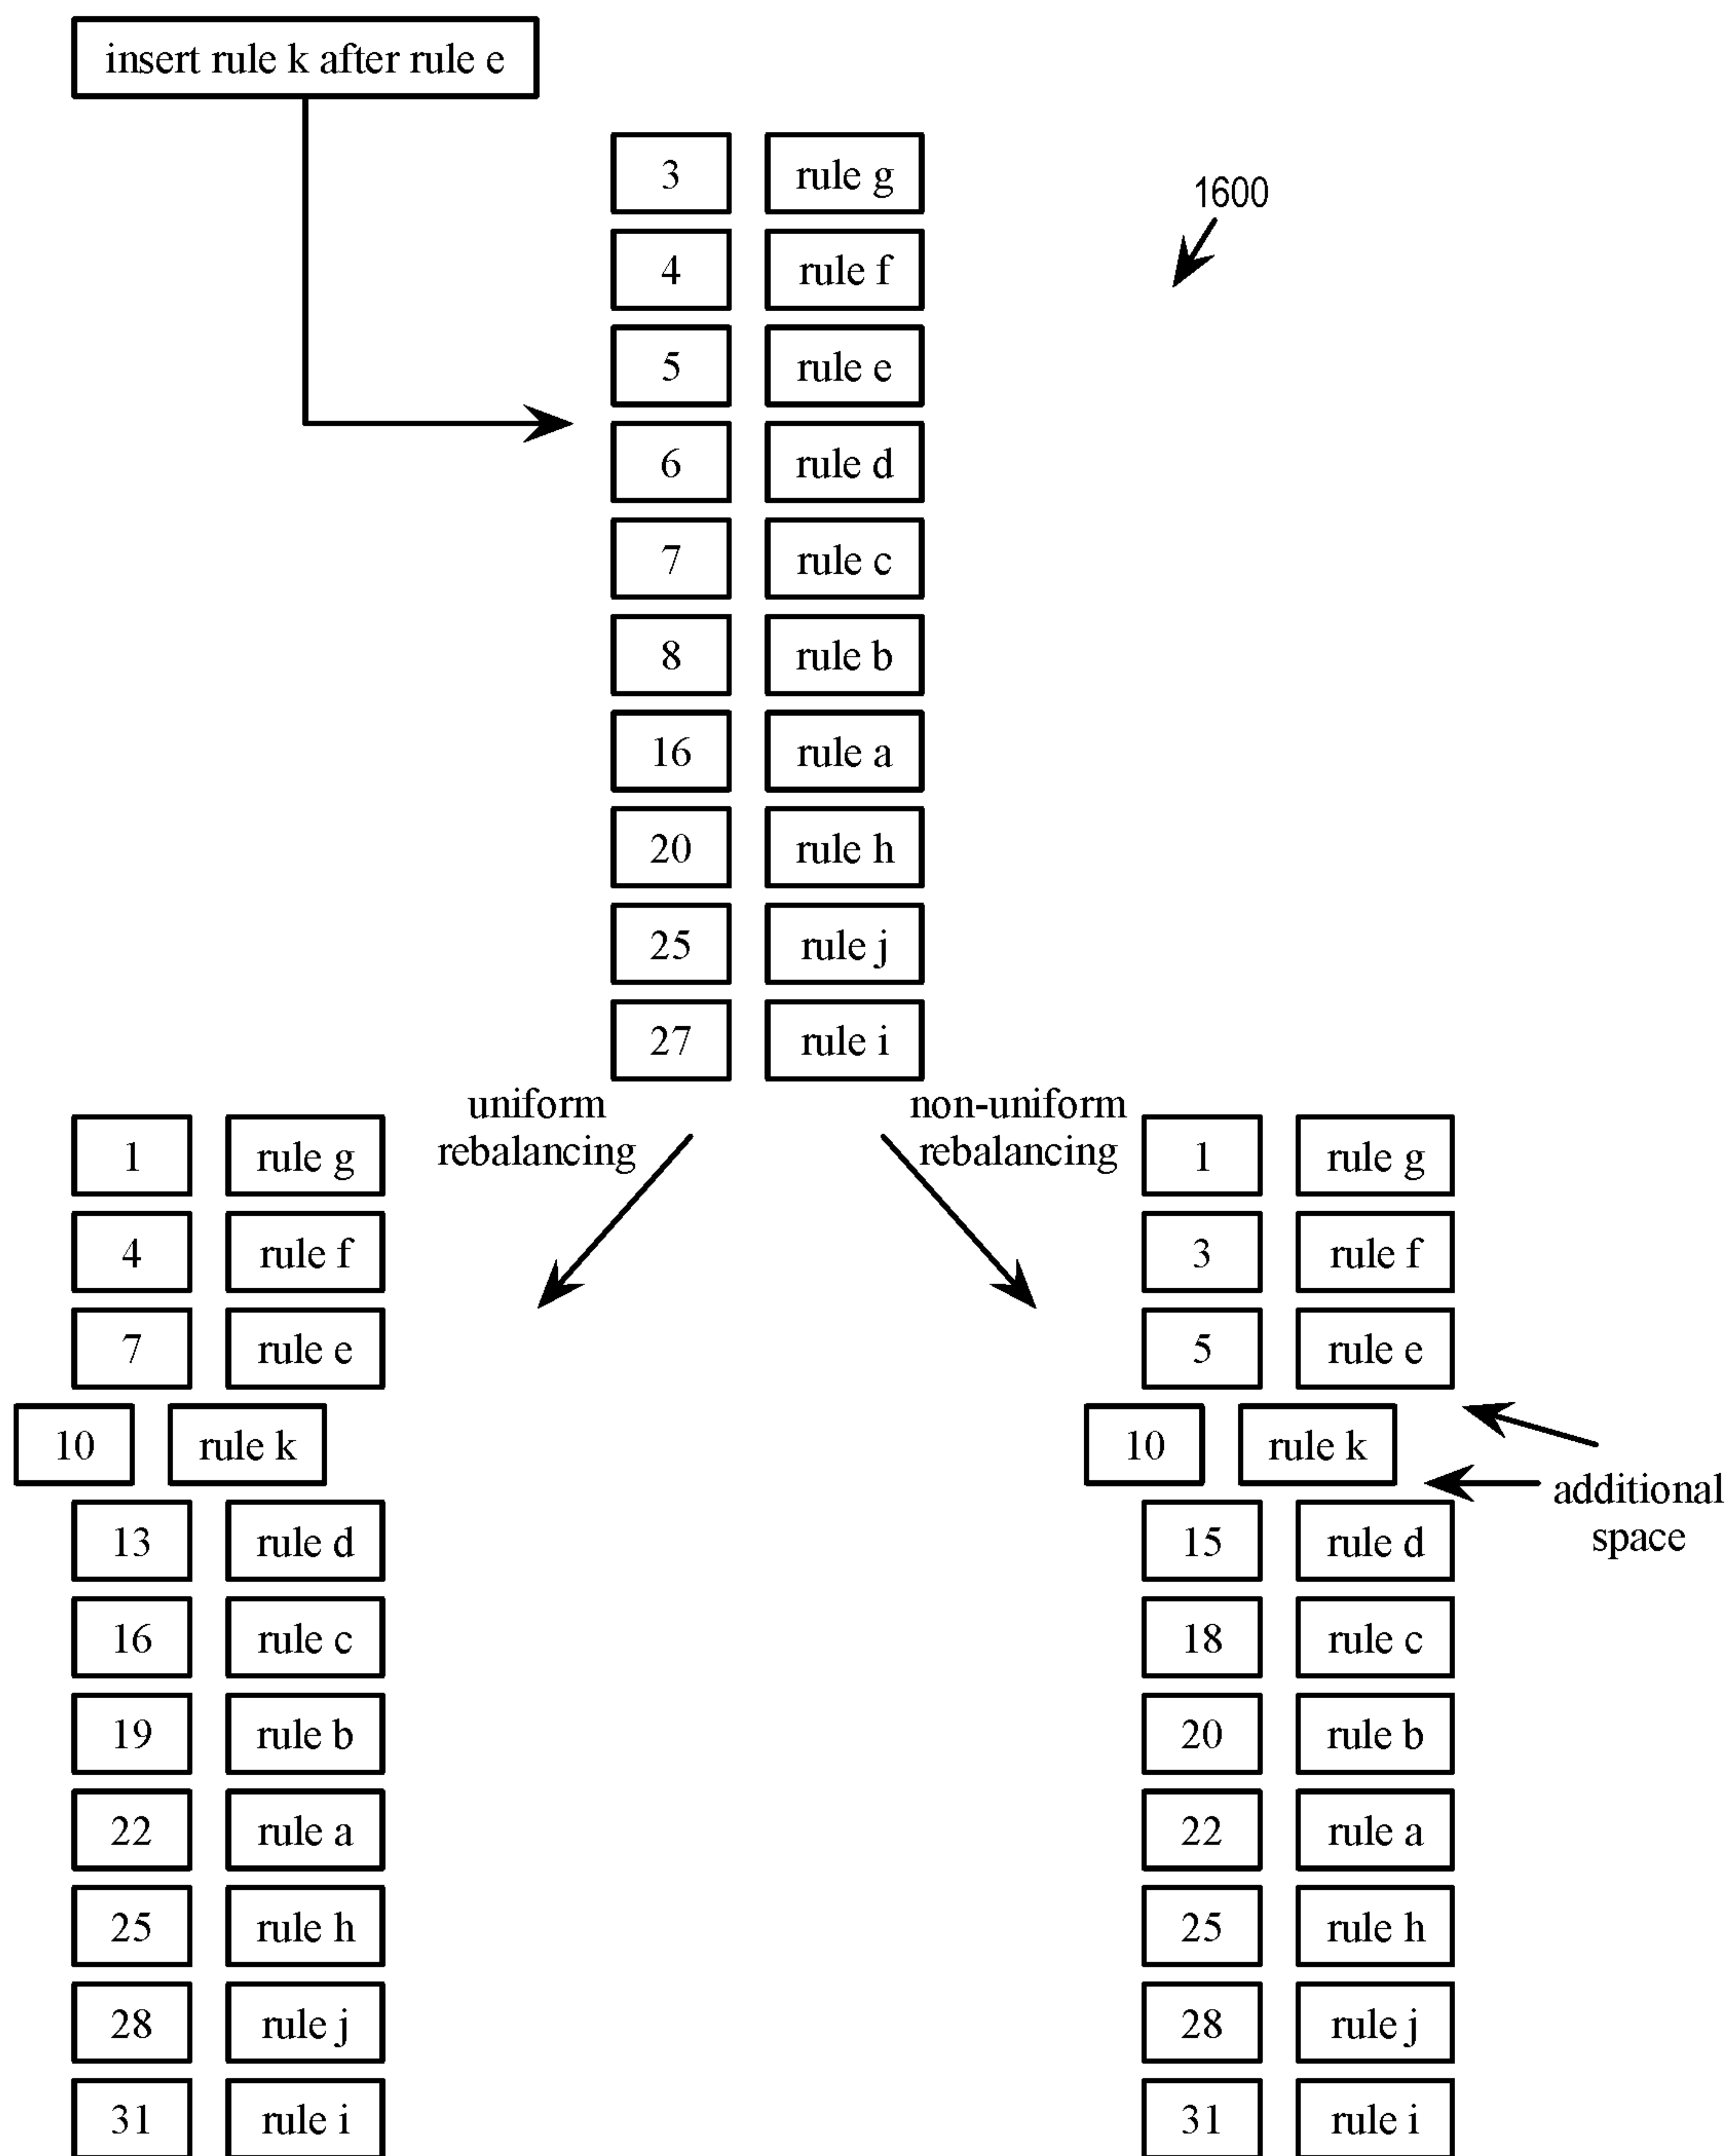 insert rule k after rule e
1600
3 rule g
4 rule f
5 rule e
6 rule d
7 rule c
8 rule b
16 rule a
20 rule h
25 rule j
27 rule i
uniform
rebalancing
non-uniform
rebalancing
1 rule g
4 rule f
7 rule e
10 rule k
13 rule d
16 rule c
19 rule b
22 rule a
25 rule h
28 rule j
31 rule i
1 rule g
3 rule f
5 rule e
10 rule k
additional
space
15 rule d
18 rule c
20 rule b
22 rule a
25 rule h
28 rule j
31 rule i